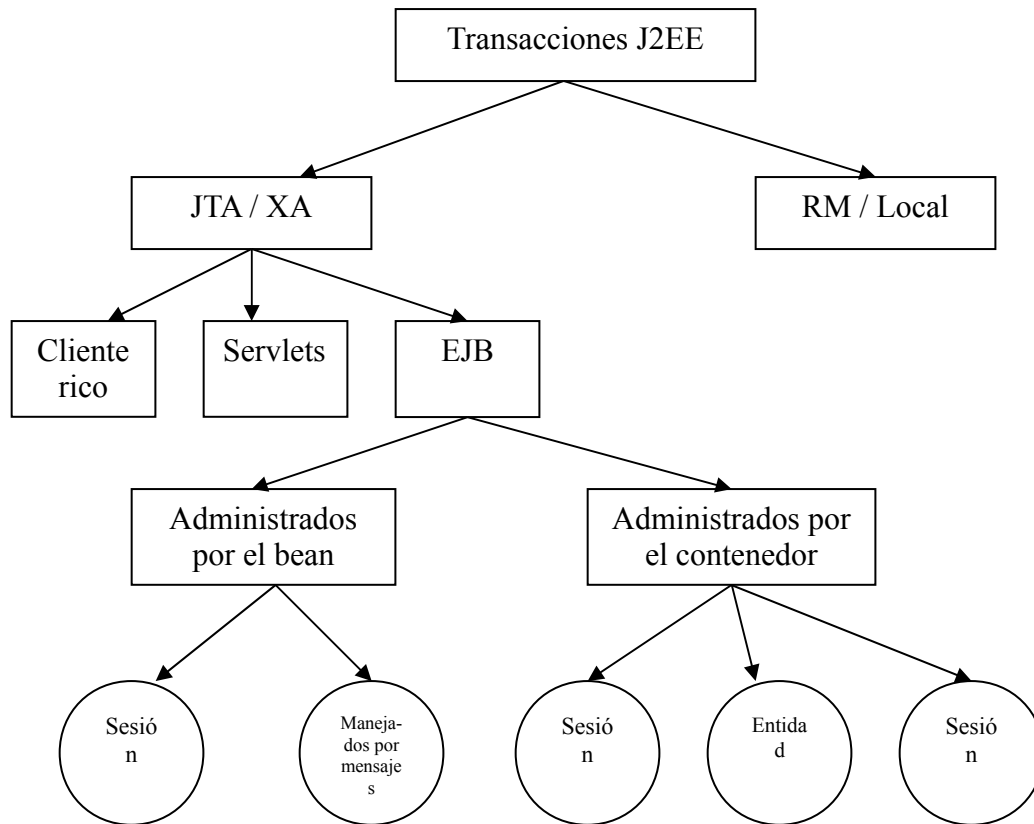 Transacciones J2EE
JTA / XA
RM / Local
Cliente
rico
Servlets
EJB
Administrados
por el bean
Administrados por
el contenedor
Sesió
n
Maneja-
dos por
mensaje
s
Sesió
n
Entida
d
Sesió
n